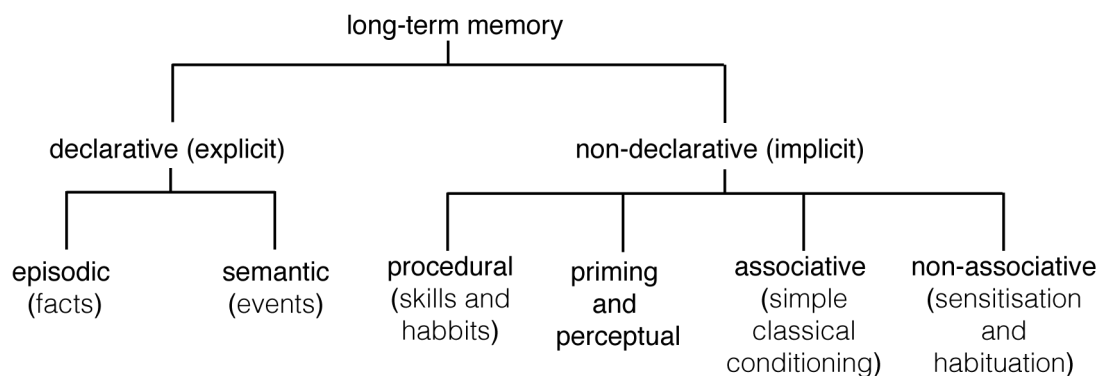 long-term memory
declarative (explicit)
non-declarative (implicit)
episodic
(facts)
semantic
(events)
procedural
(skills and
habbits)
priming
and
perceptual
associative
(simple
classical
conditioning)
non-associative
(sensitisation
and
habituation)